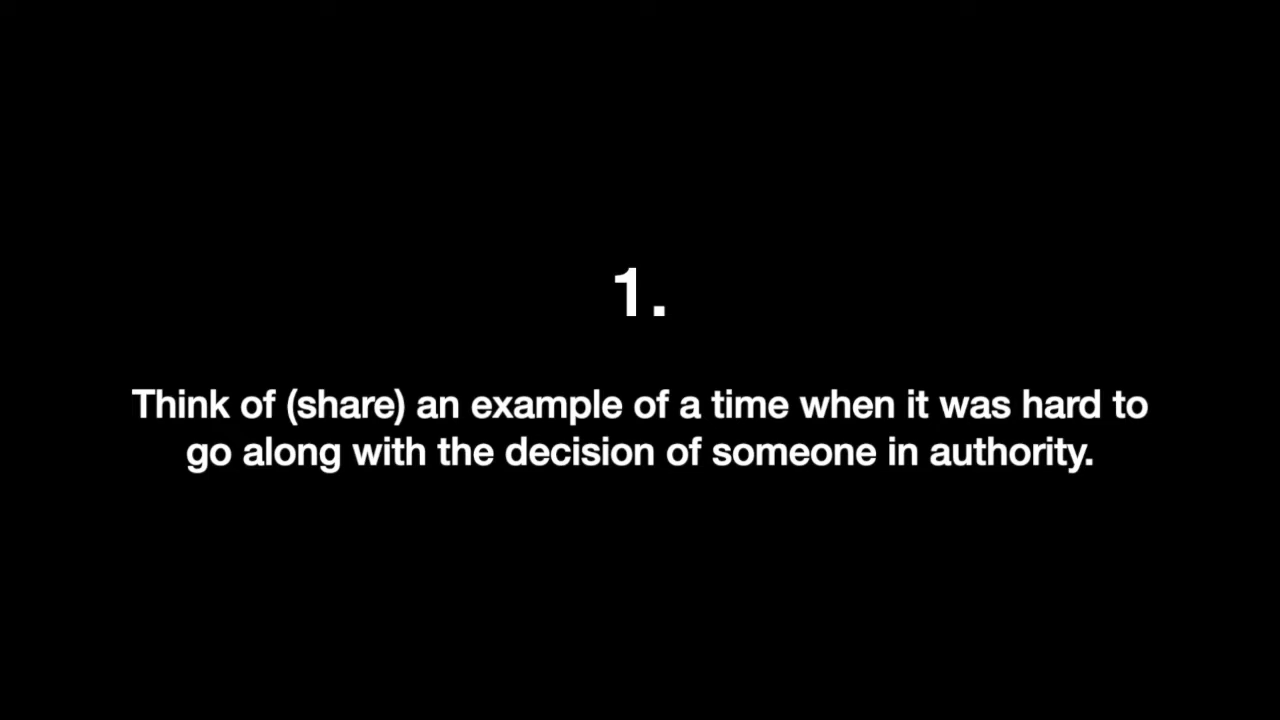 1.
Think of (share) an example of a time when it was hard to
go along with the decision of someone in authority.